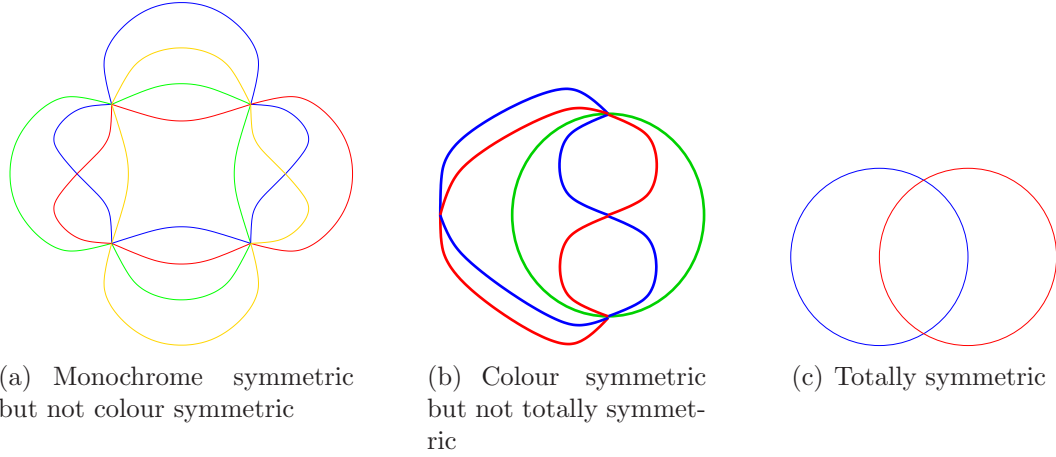 (a) Monochrome symmetric
but not colour symmetric
(b) Colour symmetric
but not totally symmet-
ric
(c) Totally symmetric